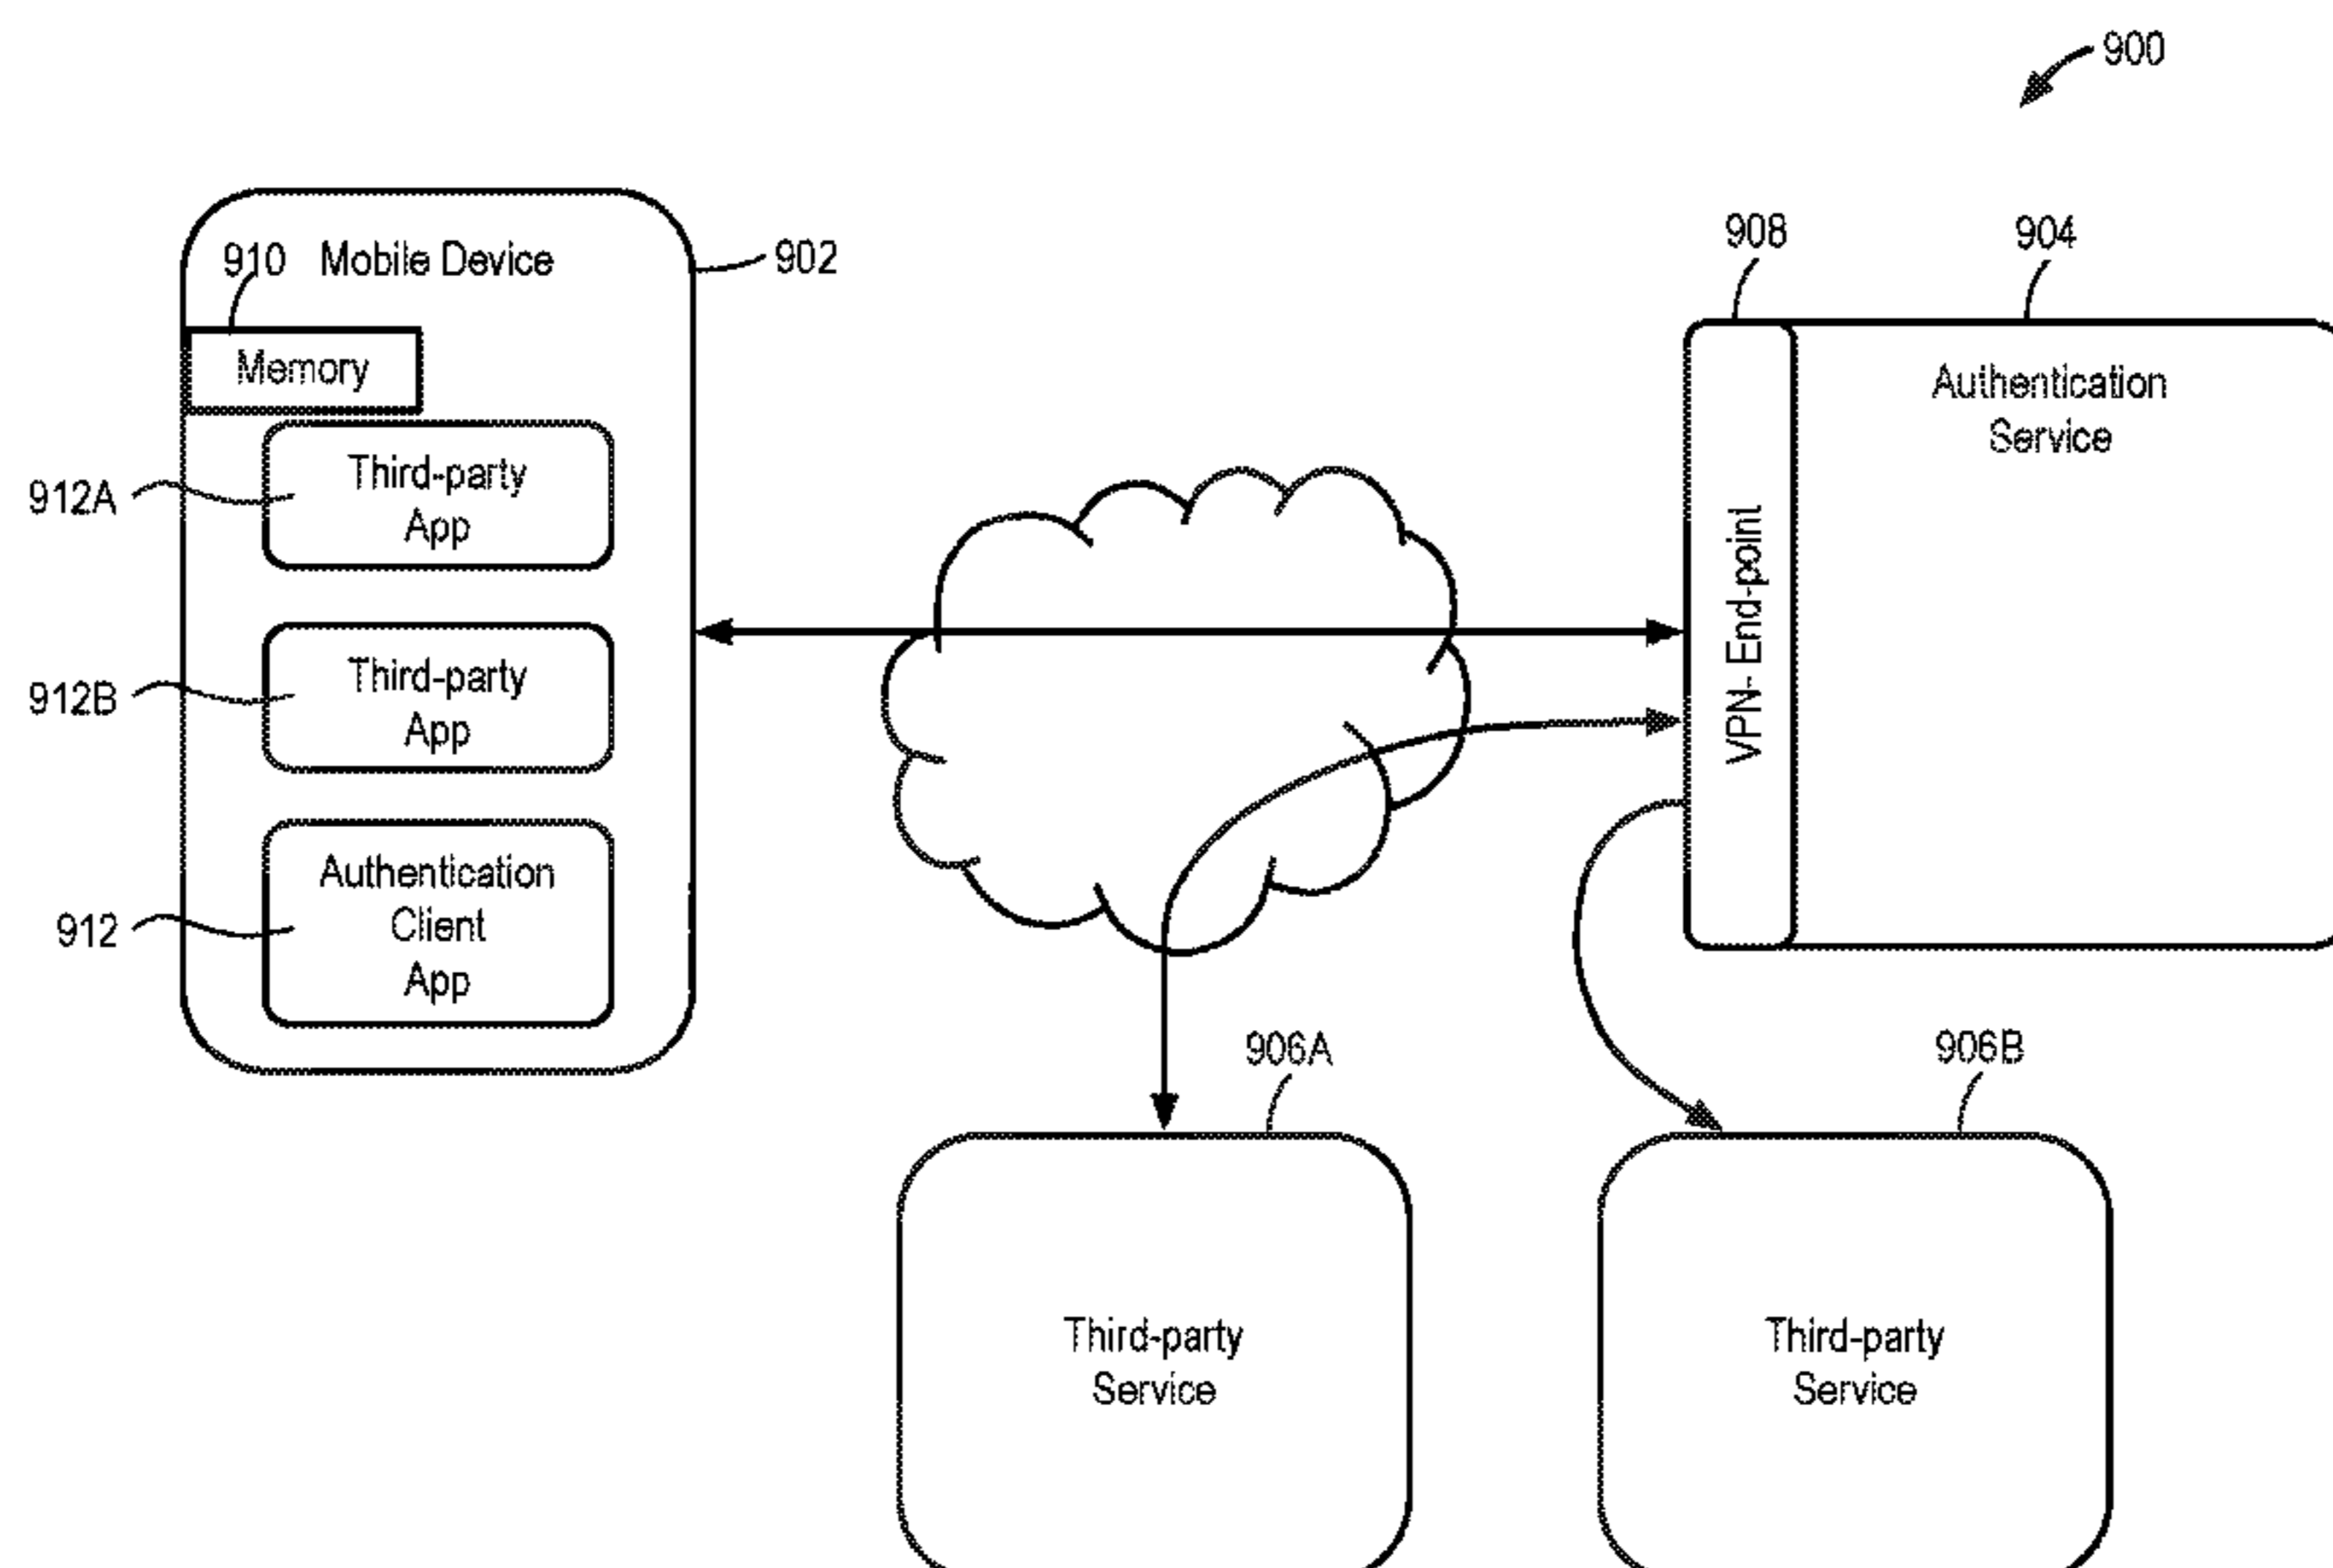 900
910 Mobile Device
902
908
904
Memory
Authentication
Service
912A
Third-party
App
VPN- End-point
912B
Third-party
App
912
Authentication
Client
App
906A
906B
Third-party
Service
Third-party
Service